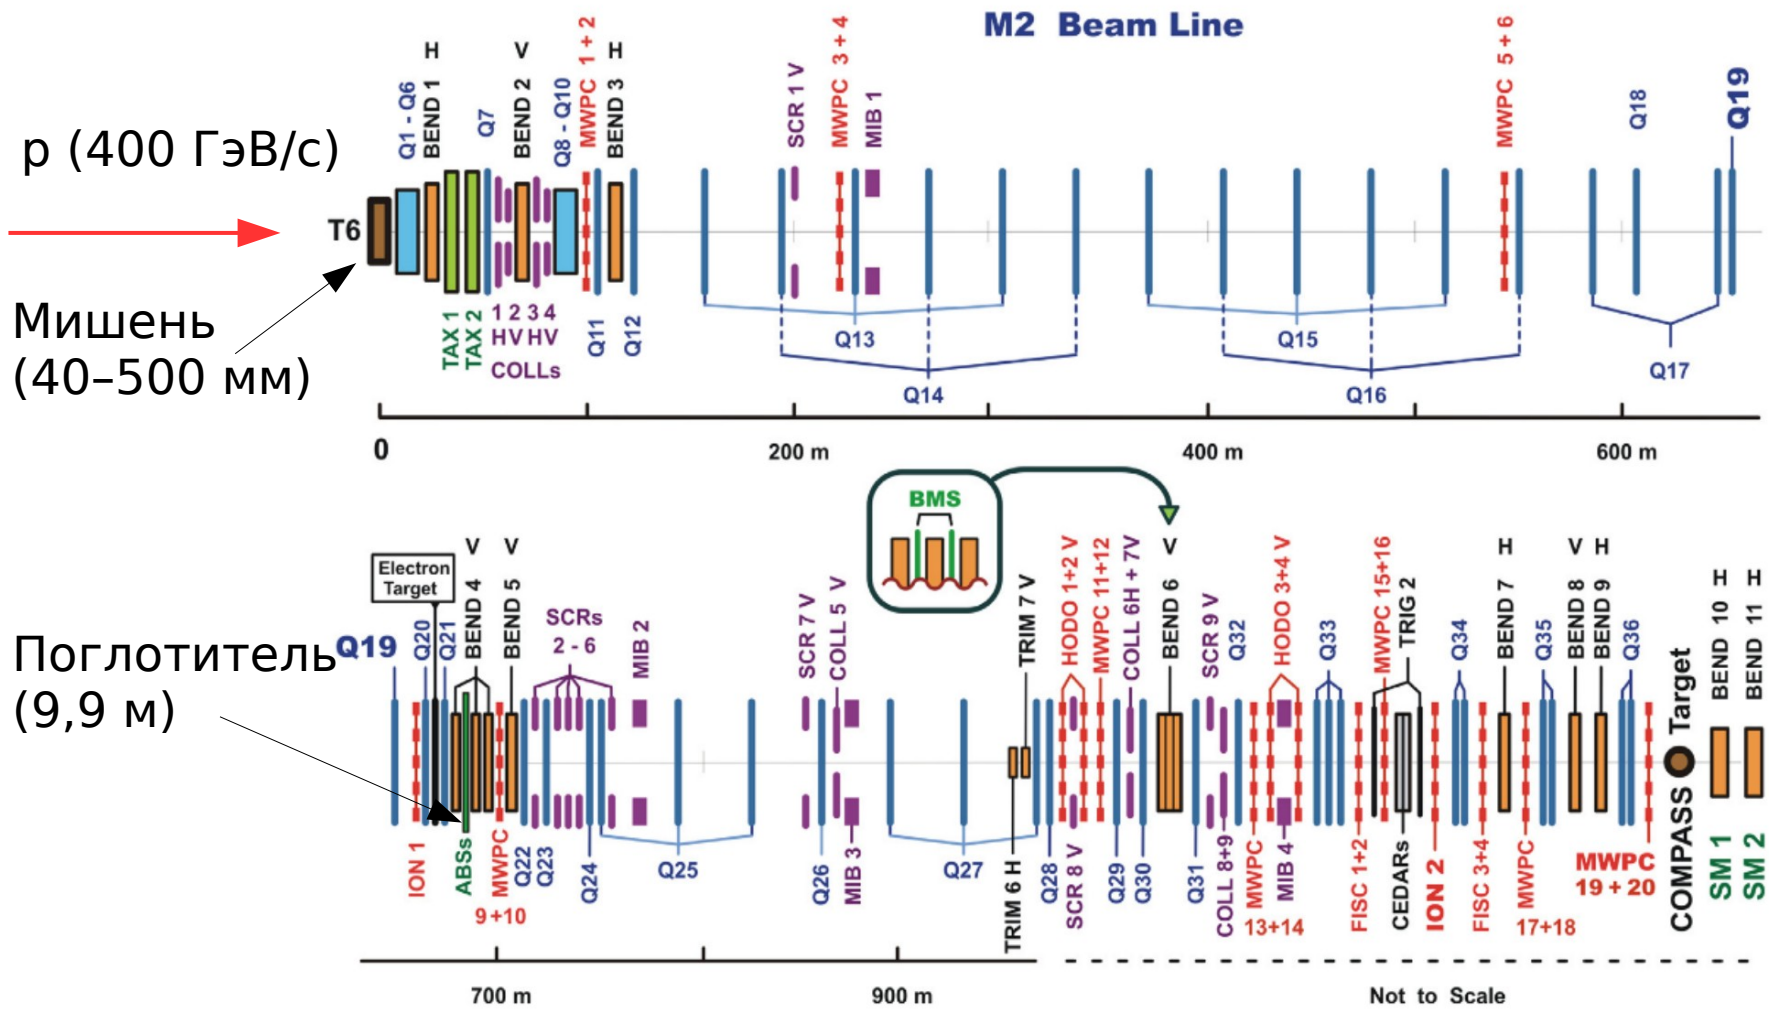 M2 Beam Line
p (400 ГэВ/с)
Мишень
(40–500 мм)
T6
Q1 - Q6
BEND 1 H
Q7
BEND 2 V
Q8 - Q10
MWPC 1 + 2
BEND 3 H
SCR 1 V
MWPC 3 + 4
MIB 1
MWPC 5 + 6
Q18
Q19
TAX 1
TAX 2
1 2 3 4
H V H V
COLLs
Q11
Q12
Q13
Q14
Q15
Q16
Q17
0
200 m
400 m
600 m
BMS
Поглотитель
(9,9 м)
Electron
Target
Q19
Q20
Q21
BEND 4 V
BEND 5 V
SCRs
2 - 6
MIB 2
SCR 7 V
COLL 5 V
TRIM 7 V
HODO 1+2 V
MWPC 11+12
COLL 6H + 7V
BEND 6 V
SCR 9 V
Q32
HODO 3+4 V
Q33
MWPC 15+16
TRIG 2
Q34
BEND 7 H
Q35
BEND 8 V
BEND 9 H
Q36
COMPASS Target
BEND 10 H
BEND 11 H
ION 1
ABSs
MWPC
9+10
Q22
Q23
Q24
Q25
Q26
MIB 3
Q27
TRIM 6 H
Q28
SCR 8 V
Q29
Q30
Q31
COLL 8+9
MWPC
13+14
MIB 4
FISC 1+2
CEDARs
ION 2
FISC 3+4
MWPC
17+18
MWPC
19 + 20
SM 1
SM 2
700 m
900 m
Not to Scale